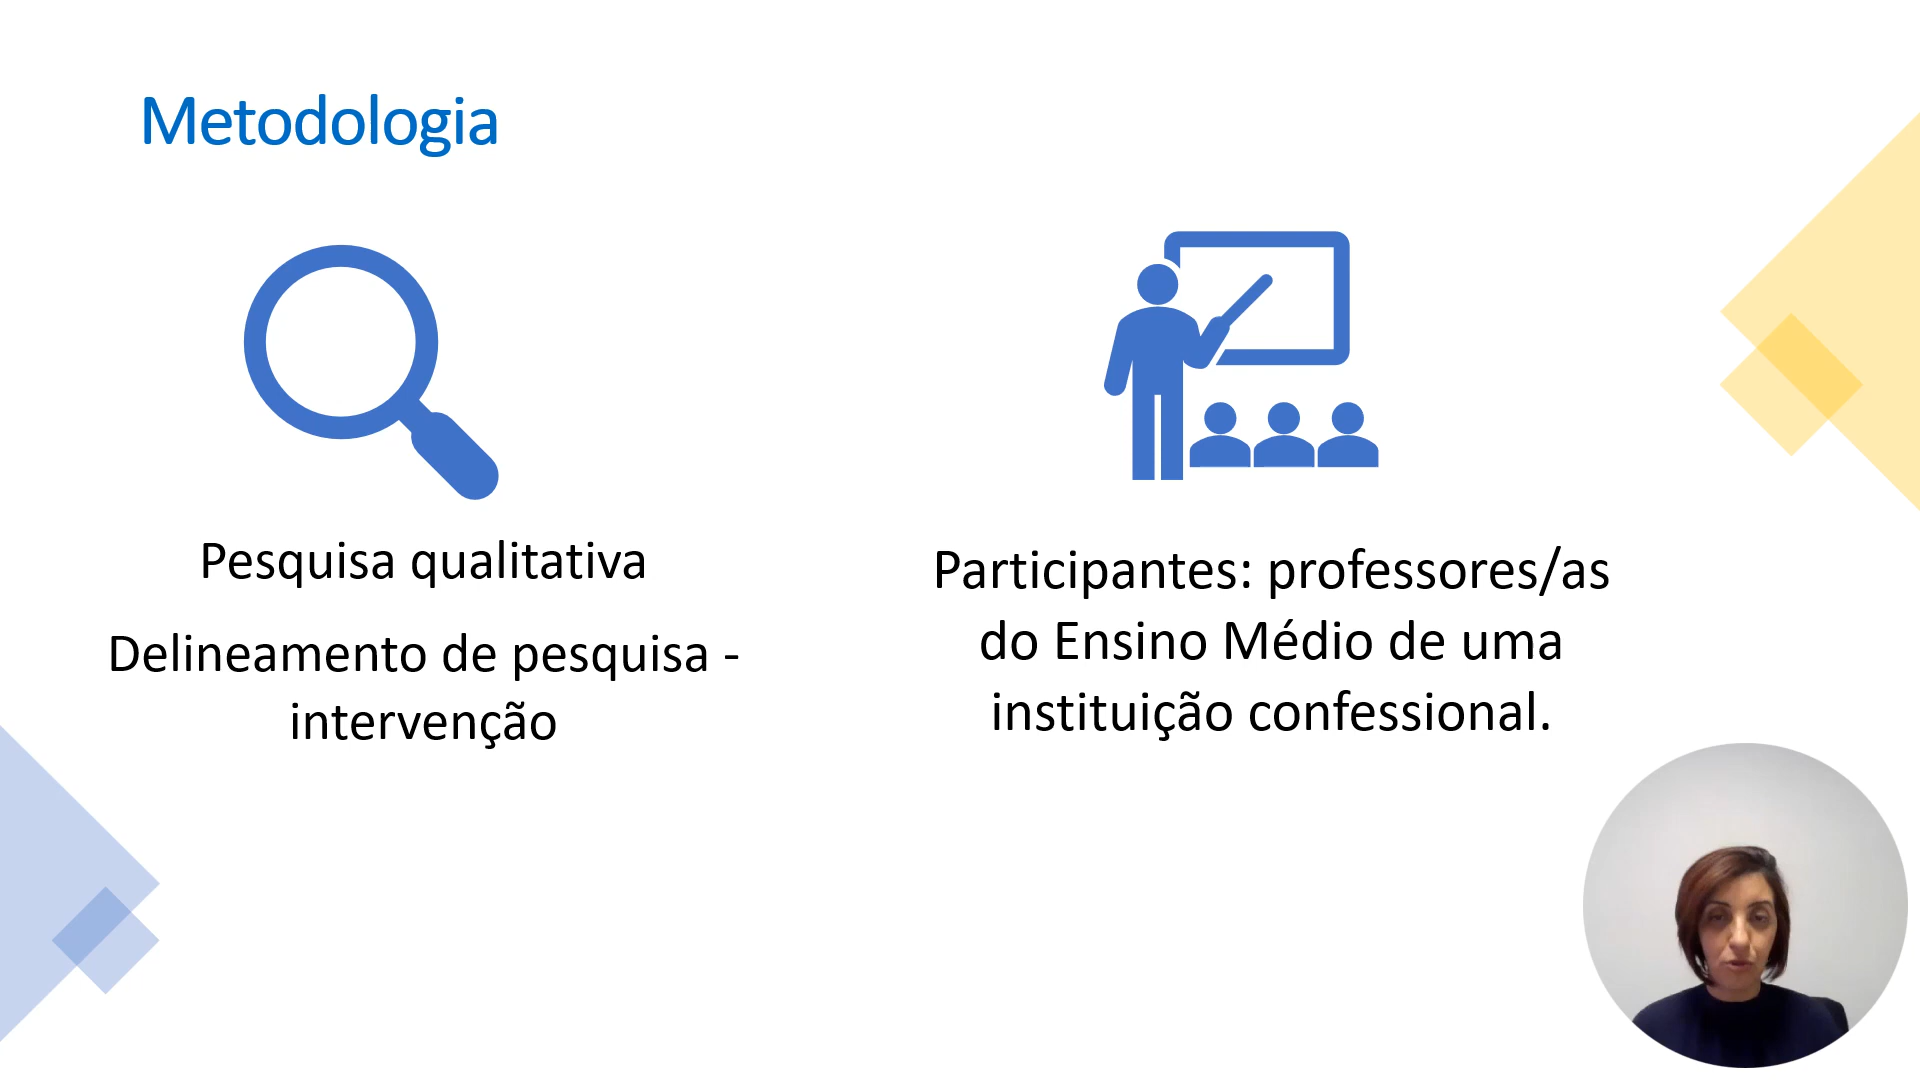 Metodologia
Pesquisa qualitativa
Delineamento de pesquisa -
intervenção
Participantes: professores/as
do Ensino Médio de uma
instituição confessional.